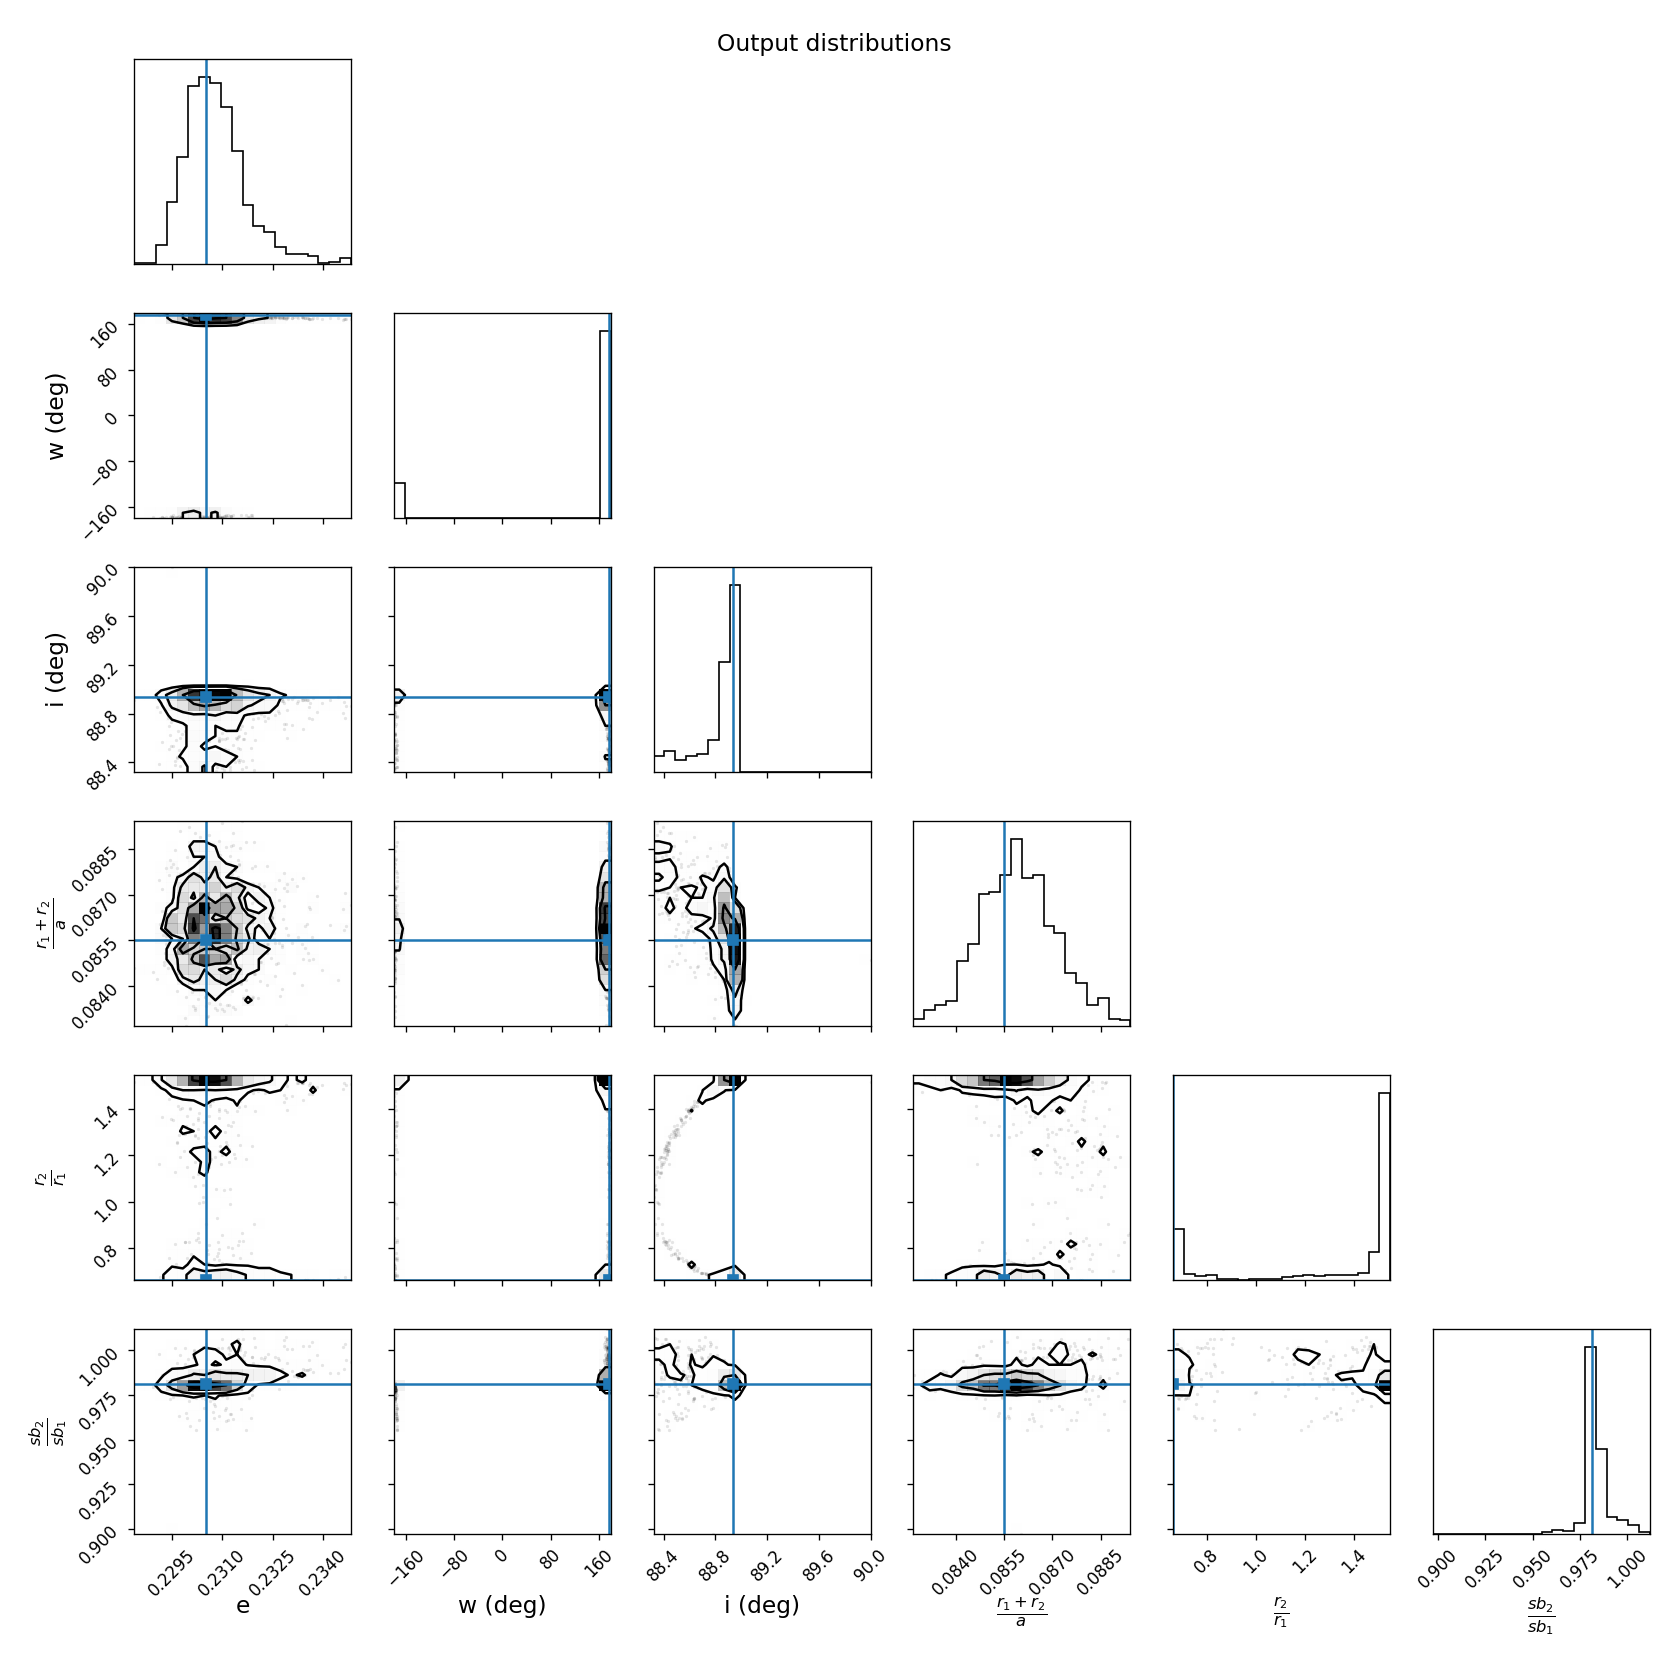 Output distributions
160
80
0
−80
−160
w (deg)
90.0
89.6
89.2
88.8
88.4
i (deg)
0.0885
0.0870
0.0855
0.0840
r₁ + r₂
a
1.4
1.2
1.0
0.8
r₂
r₁
1.000
0.975
0.950
0.925
0.900
sb₂
sb₁
0.2295 0.2310 0.2325 0.2340
−160 −80 0 80 160
88.4 88.8 89.2 89.6 90.0
0.0840 0.0855 0.0870 0.0885
0.8 1.0 1.2 1.4
0.900 0.925 0.950 0.975 1.000
e
w (deg)
i (deg)
r₁ + r₂
a
r₂
r₁
sb₂
sb₁